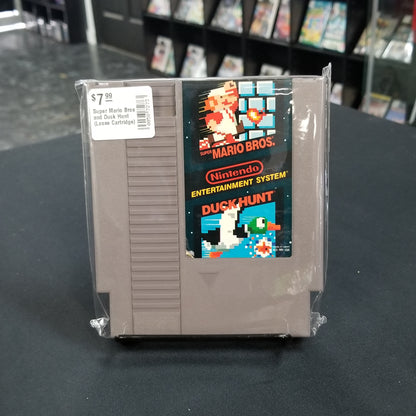 $7.99
Super Mario Bros
and Duck Hunt
(Loose Cartridge)
SUPER
MARIO BROS.
Nintendo
ENTERTAINMENT SYSTEM
DUCK HUNT